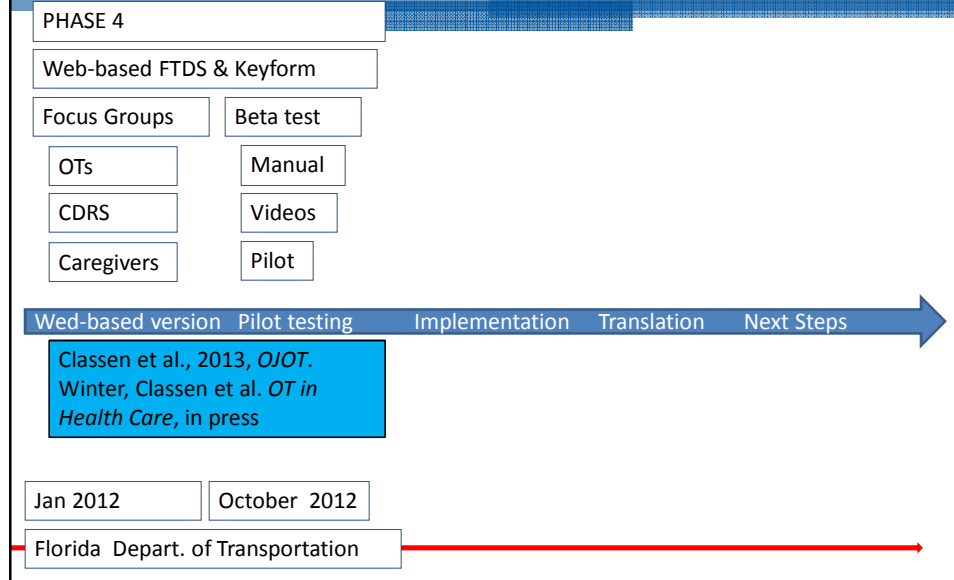 PHASE 4
Web-based FTDS & Keyform
Focus Groups
Beta test
OTs
Manual
CDRS
Videos
Caregivers
Pilot
Wed-based version Pilot testing Implementation Translation Next Steps
Classen et al., 2013, OJOT.
Winter, Classen et al. OT in
Health Care, in press
Jan 2012
October 2012
Florida Depart. of Transportation